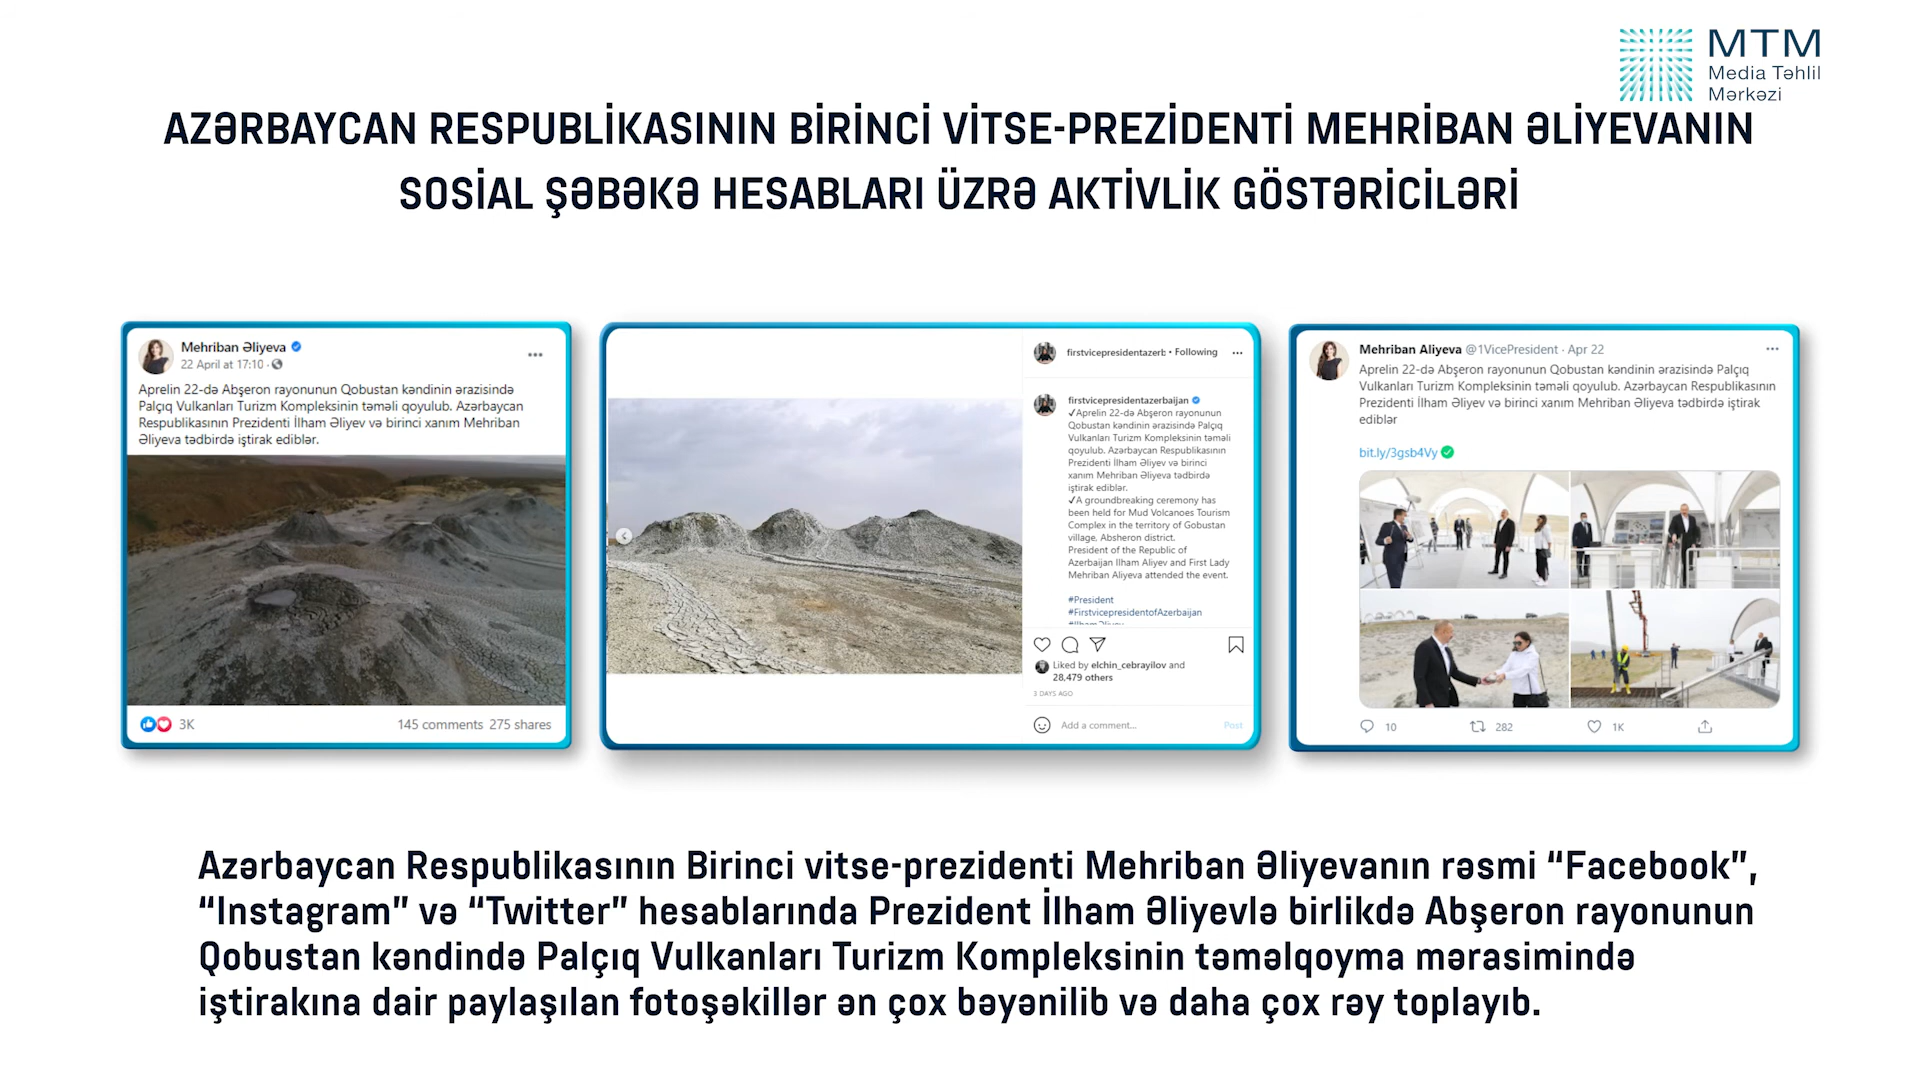 MTM
Media Təhlil
Mərkəzi
AZƏRBAYCAN RESPUBLİKASININ BİRİNCİ VİTSE-PREZİDENTİ MEHRİBAN ƏLİYEVANIN
SOSİAL ŞƏBƏKƏ HESABLARI ÜZRƏ AKTİVLİK GÖSTƏRİCİLƏRİ
Mehriban Əliyeva
22 April at 17:10 ·
Aprelin 22-də Abşeron rayonunun Qobustan kəndinin ərazisində
Palçıq Vulkanları Turizm Kompleksinin təməli qoyulub. Azərbaycan
Respublikasının Prezidenti İlham Əliyev və birinci xanım Mehriban
Əliyeva tədbirdə iştirak ediblər.
3K
145 comments 275 shares
firstvicepresidentazerb • Following
firstvicepresidentazerbaijan
✓Aprelin 22-də Abşeron rayonunun
Qobustan kəndinin ərazisində Palçıq
Vulkanları Turizm Kompleksinin təməli
qoyulub. Azərbaycan Respublikasının
Prezidenti İlham Əliyev və birinci
xanım Mehriban Əliyeva tədbirdə
iştirak ediblər.
✓A groundbreaking ceremony has
been held for Mud Volcanoes Tourism
Complex in the territory of Gobustan
village, Absheron district.
President of the Republic of
Azerbaijan Ilham Aliyev and First Lady
Mehriban Aliyeva attended the event.
#President
#FirstvicepresidentofAzerbaijan
#IlhamƏliyev
Liked by elchin_cebrayilov and
28,479 others
3 DAYS AGO
Add a comment...
Post
Mehriban Aliyeva @1VicePresident · Apr 22
Aprelin 22-də Abşeron rayonunun Qobustan kəndinin ərazisində Palçıq
Vulkanları Turizm Kompleksinin təməli qoyulub. Azərbaycan Respublikasının
Prezidenti İlham Əliyev və birinci xanım Mehriban Əliyeva tədbirdə iştirak
ediblər
bit.ly/3gsb4Vy
10
282
1K
Azərbaycan Respublikasının Birinci vitse-prezidenti Mehriban Əliyevanın rəsmi “Facebook”,
“Instagram” və “Twitter” hesablarında Prezident İlham Əliyevlə birlikdə Abşeron rayonunun
Qobustan kəndində Palçıq Vulkanları Turizm Kompleksinin təməlqoyma mərasimində
iştirakına dair paylaşılan fotoşəkillər ən çox bəyənilib və daha çox rəy toplayıb.